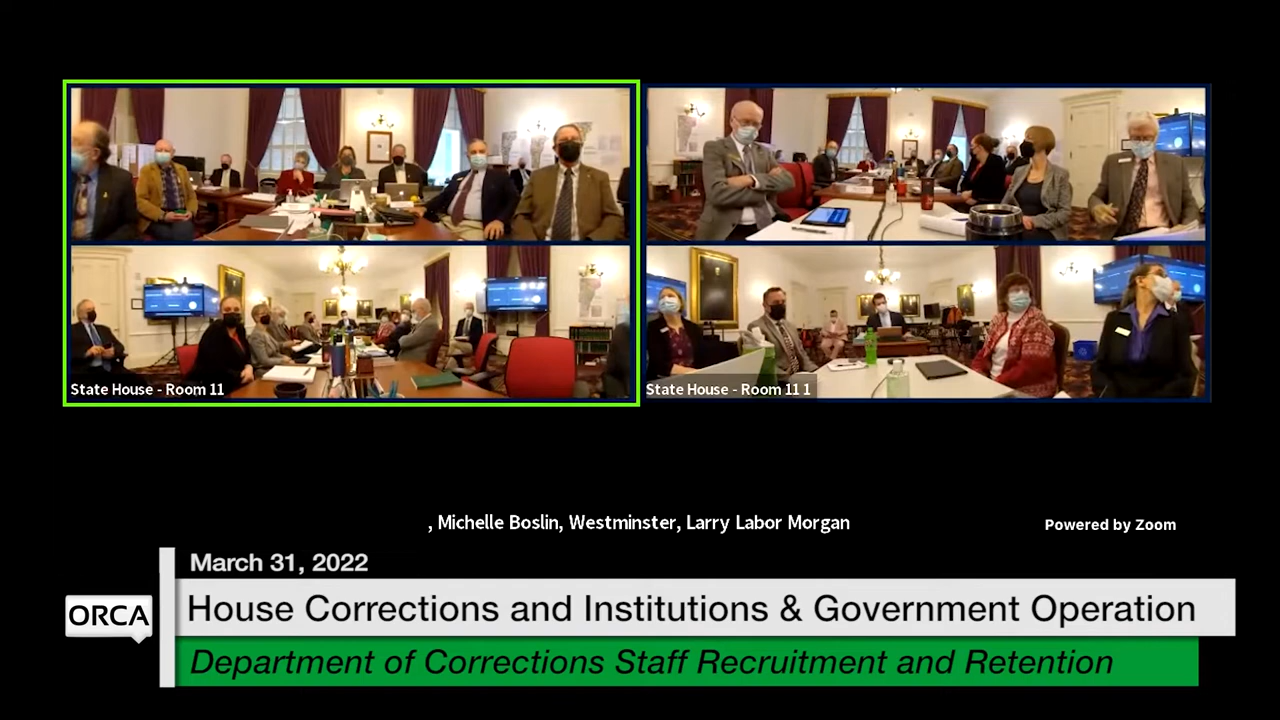 State House - Room 11
State House - Room 11 1
, Michelle Boslin, Westminster, Larry Labor Morgan
Powered by Zoom
March 31, 2022
ORCA
House Corrections and Institutions & Government Operation
Department of Corrections Staff Recruitment and Retention